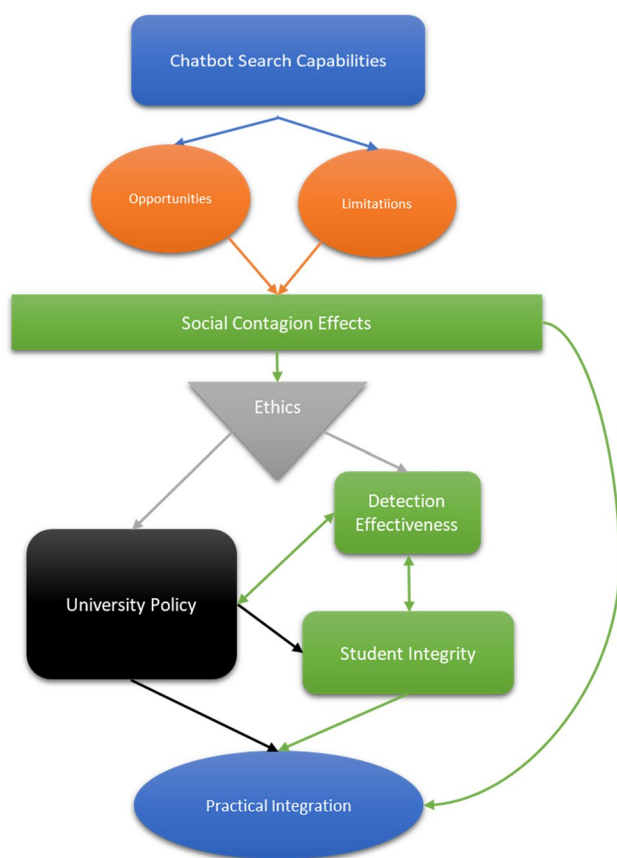 Chatbot Search Capabilities
Opportunities
Limitatiions
Social Contagion Effects
Ethics
Detection
Effectiveness
University Policy
Student Integrity
Practical Integration